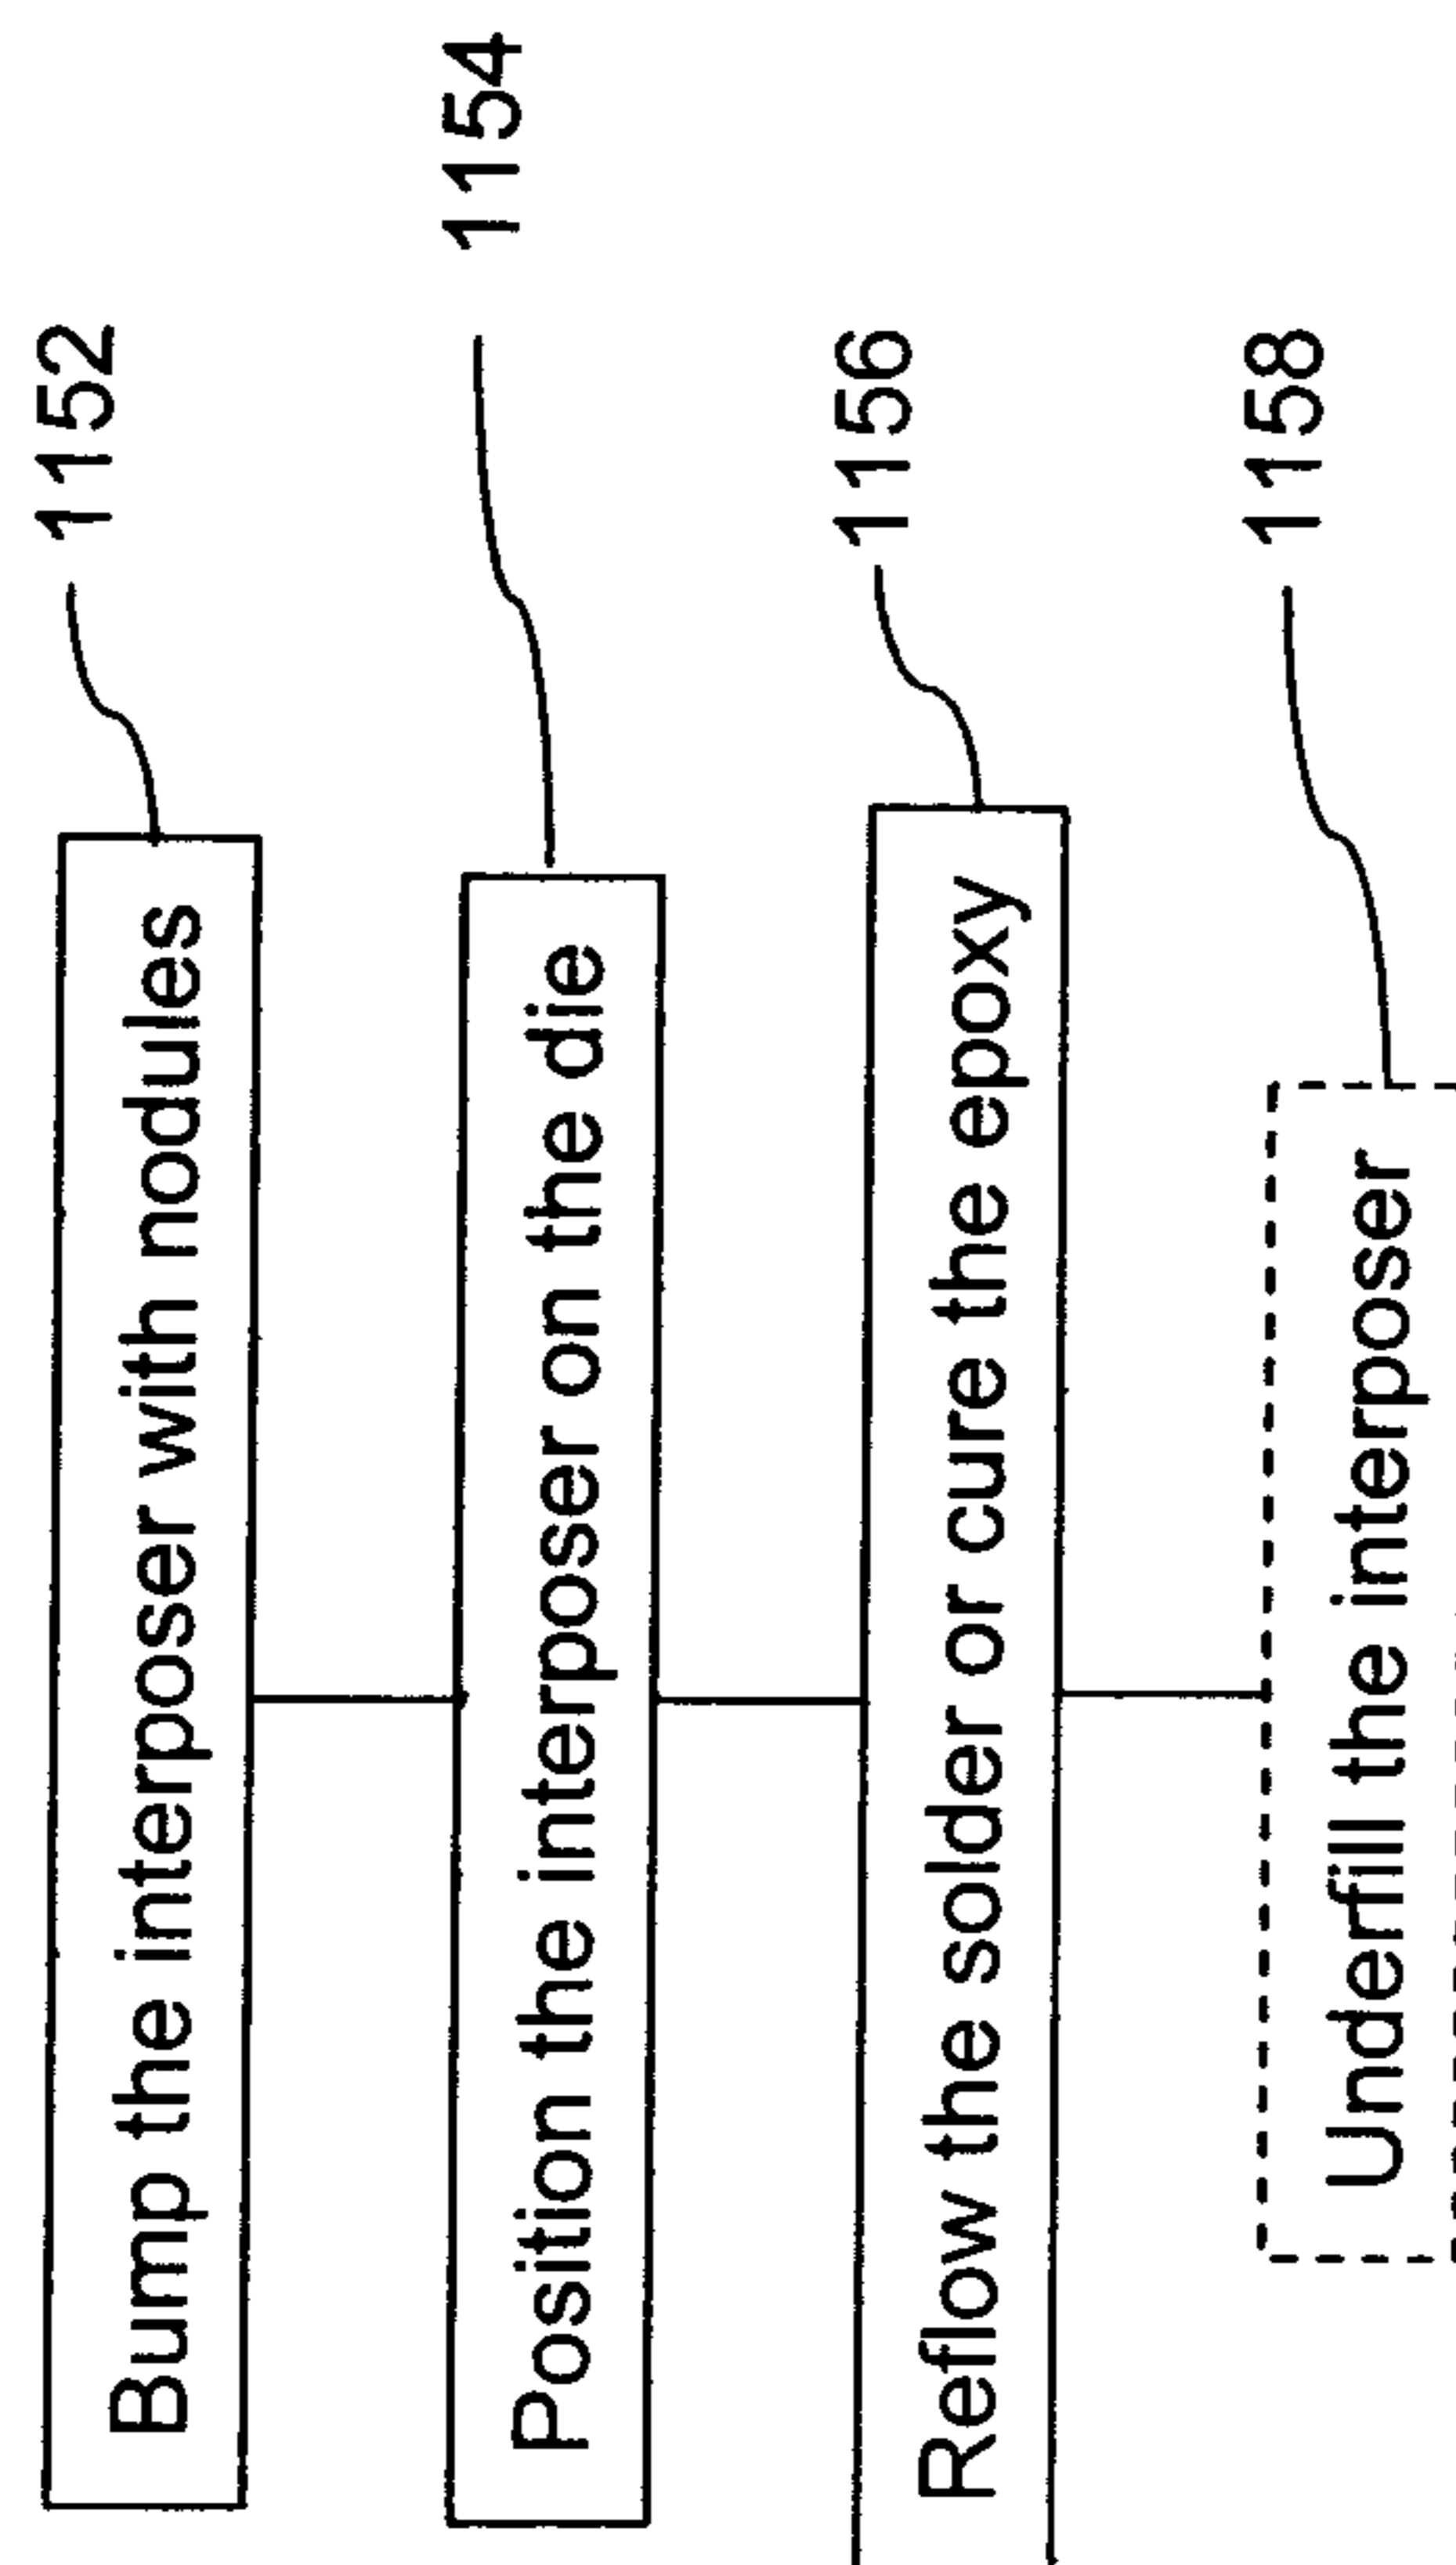 Bump the interposer with nodules
1152
Position the interposer on the die
1154
Reflow the solder or cure the epoxy
1156
Underfill the interposer
1158